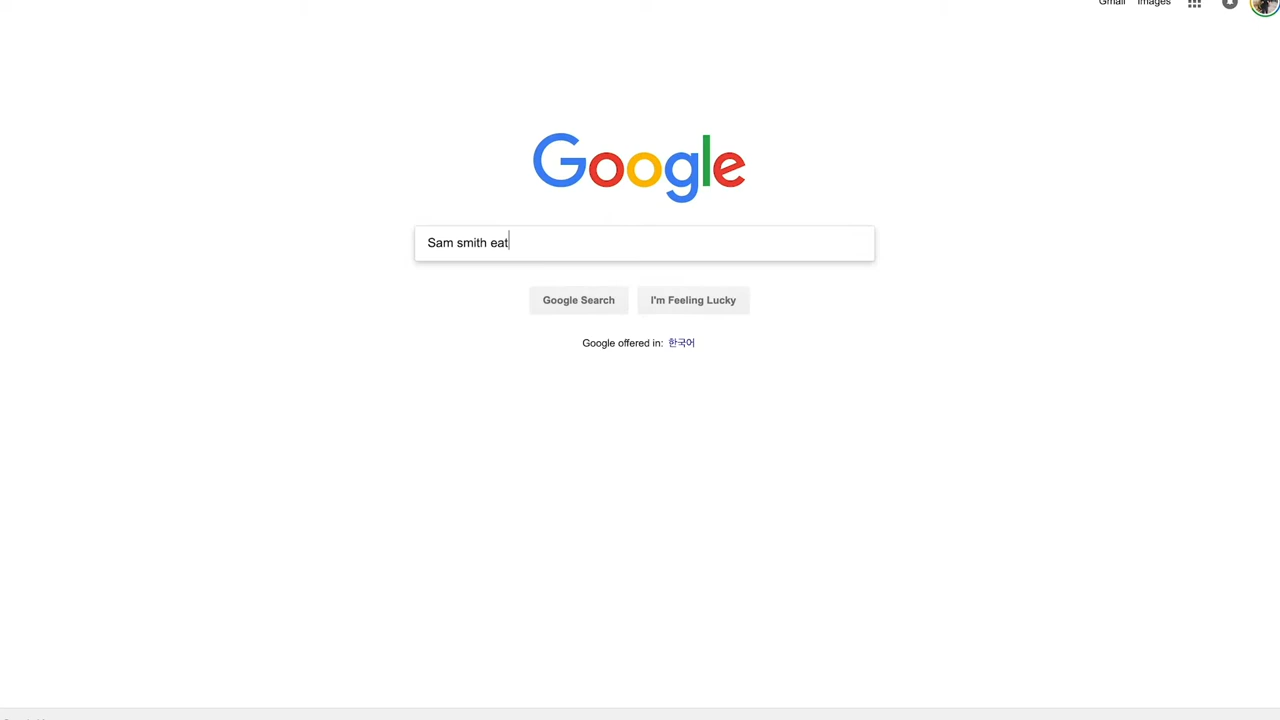 Gmail Images
Google
Sam smith eat
Google Search I'm Feeling Lucky
Google offered in: 한국어